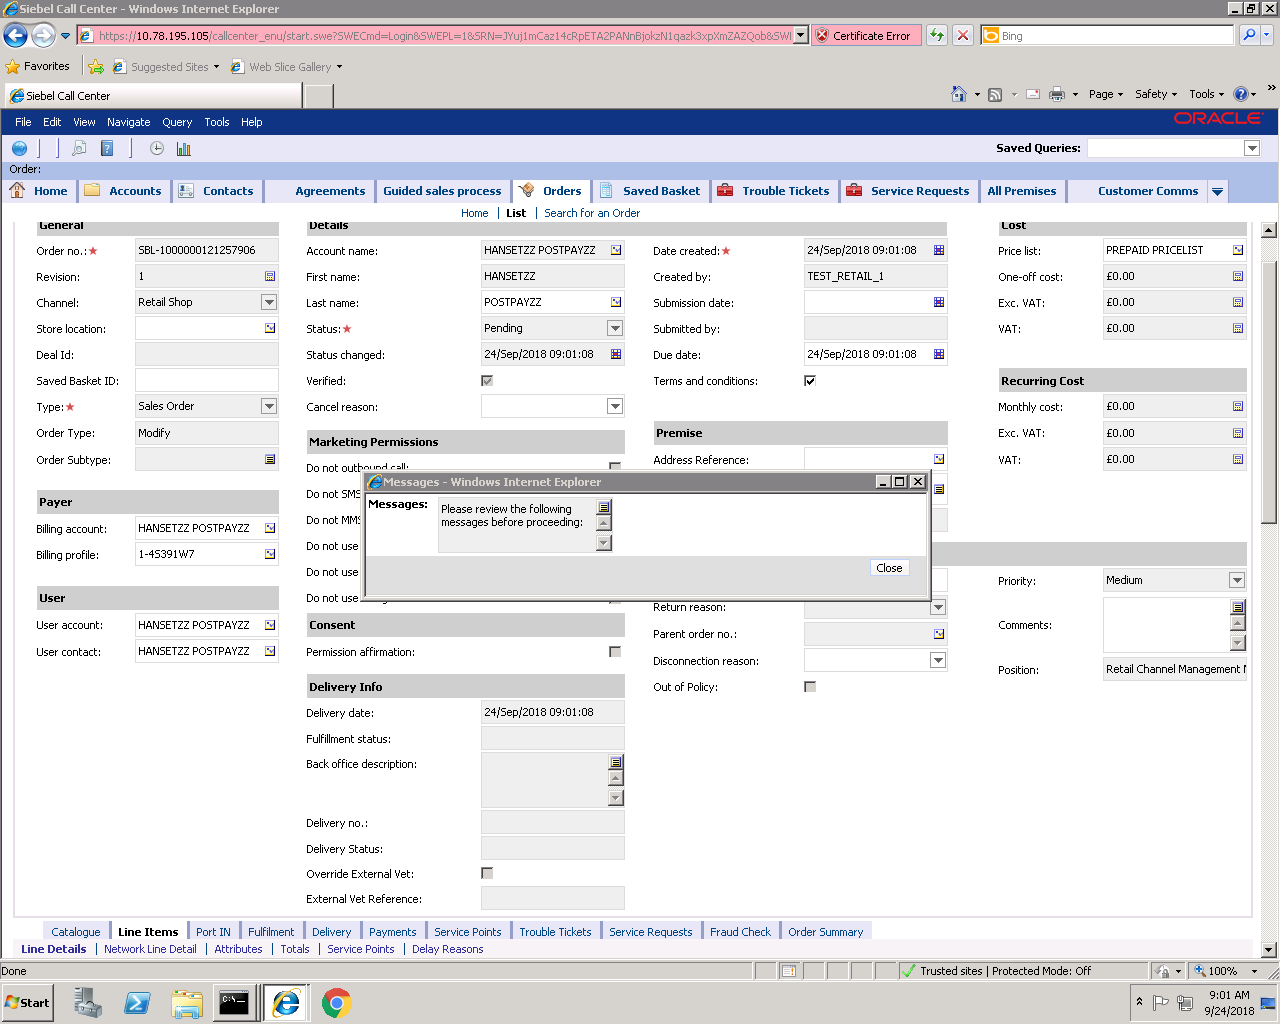 Siebel Call Center - Windows Internet Explorer
https://10.78.195.105/callcenter_enu/start.swe?SWECmd=Login&SWEPL=1&SRN=
Certificate Error
Bing
Favorites
Suggested Sites
Web Slice Gallery
Siebel Call Center
Page
Safety
Tools
File Edit View Navigate Query Tools Help
ORACLE
Saved Queries:
Order:
Home
Accounts
Contacts
Agreements
Guided sales process
Orders
Saved Basket
Trouble Tickets
Service Requests
All Premises
Customer Comms
Home | List | Search for an Order
General
Order no.: SBL-1000000121257906
Revision: 1
Channel: Retail Shop
Store location:
Deal Id:
Saved Basket ID:
Type: Sales Order
Order Type: Modify
Order Subtype:
Payer
Billing account: HANSETZZ POSTPAYZZ
Billing profile: 1-4S391W7
User
User account: HANSETZZ POSTPAYZZ
User contact: HANSETZZ POSTPAYZZ
Details
Account name: HANSETZZ POSTPAYZZ
First name: HANSETZZ
Last name: POSTPAYZZ
Status: Pending
Status changed: 24/Sep/2018 09:01:08
Verified:
Cancel reason:
Marketing Permissions
Do not outbound call:
Do not SMS
Do not MMS
Do not use
Do not use
Do not use
Consent
Permission affirmation:
Delivery Info
Delivery date: 24/Sep/2018 09:01:08
Fulfillment status:
Back office description:
Delivery no.:
Delivery Status:
Override External Vet:
External Vet Reference:
Date created: 24/Sep/2018 09:01:08
Created by: TEST_RETAIL_1
Submission date:
Submitted by:
Due date: 24/Sep/2018 09:01:08
Terms and conditions:
Premise
Address Reference:
Return reason:
Parent order no.:
Disconnection reason:
Out of Policy:
Cost
Price list: PREPAID PRICELIST
One-off cost: £0.00
Exc. VAT: £0.00
VAT: £0.00
Recurring Cost
Monthly cost: £0.00
Exc. VAT: £0.00
VAT: £0.00
Priority: Medium
Comments:
Position: Retail Channel Management
Messages - Windows Internet Explorer
Messages:
Please review the following
messages before proceeding:
Close
Catalogue
Line Items
Port IN
Fulfilment
Delivery
Payments
Service Points
Trouble Tickets
Service Requests
Fraud Check
Order Summary
Line Details | Network Line Detail | Attributes | Totals | Service Points | Delay Reasons
Done
Trusted sites | Protected Mode: Off
100%
Start
9:01 AM
9/24/2018